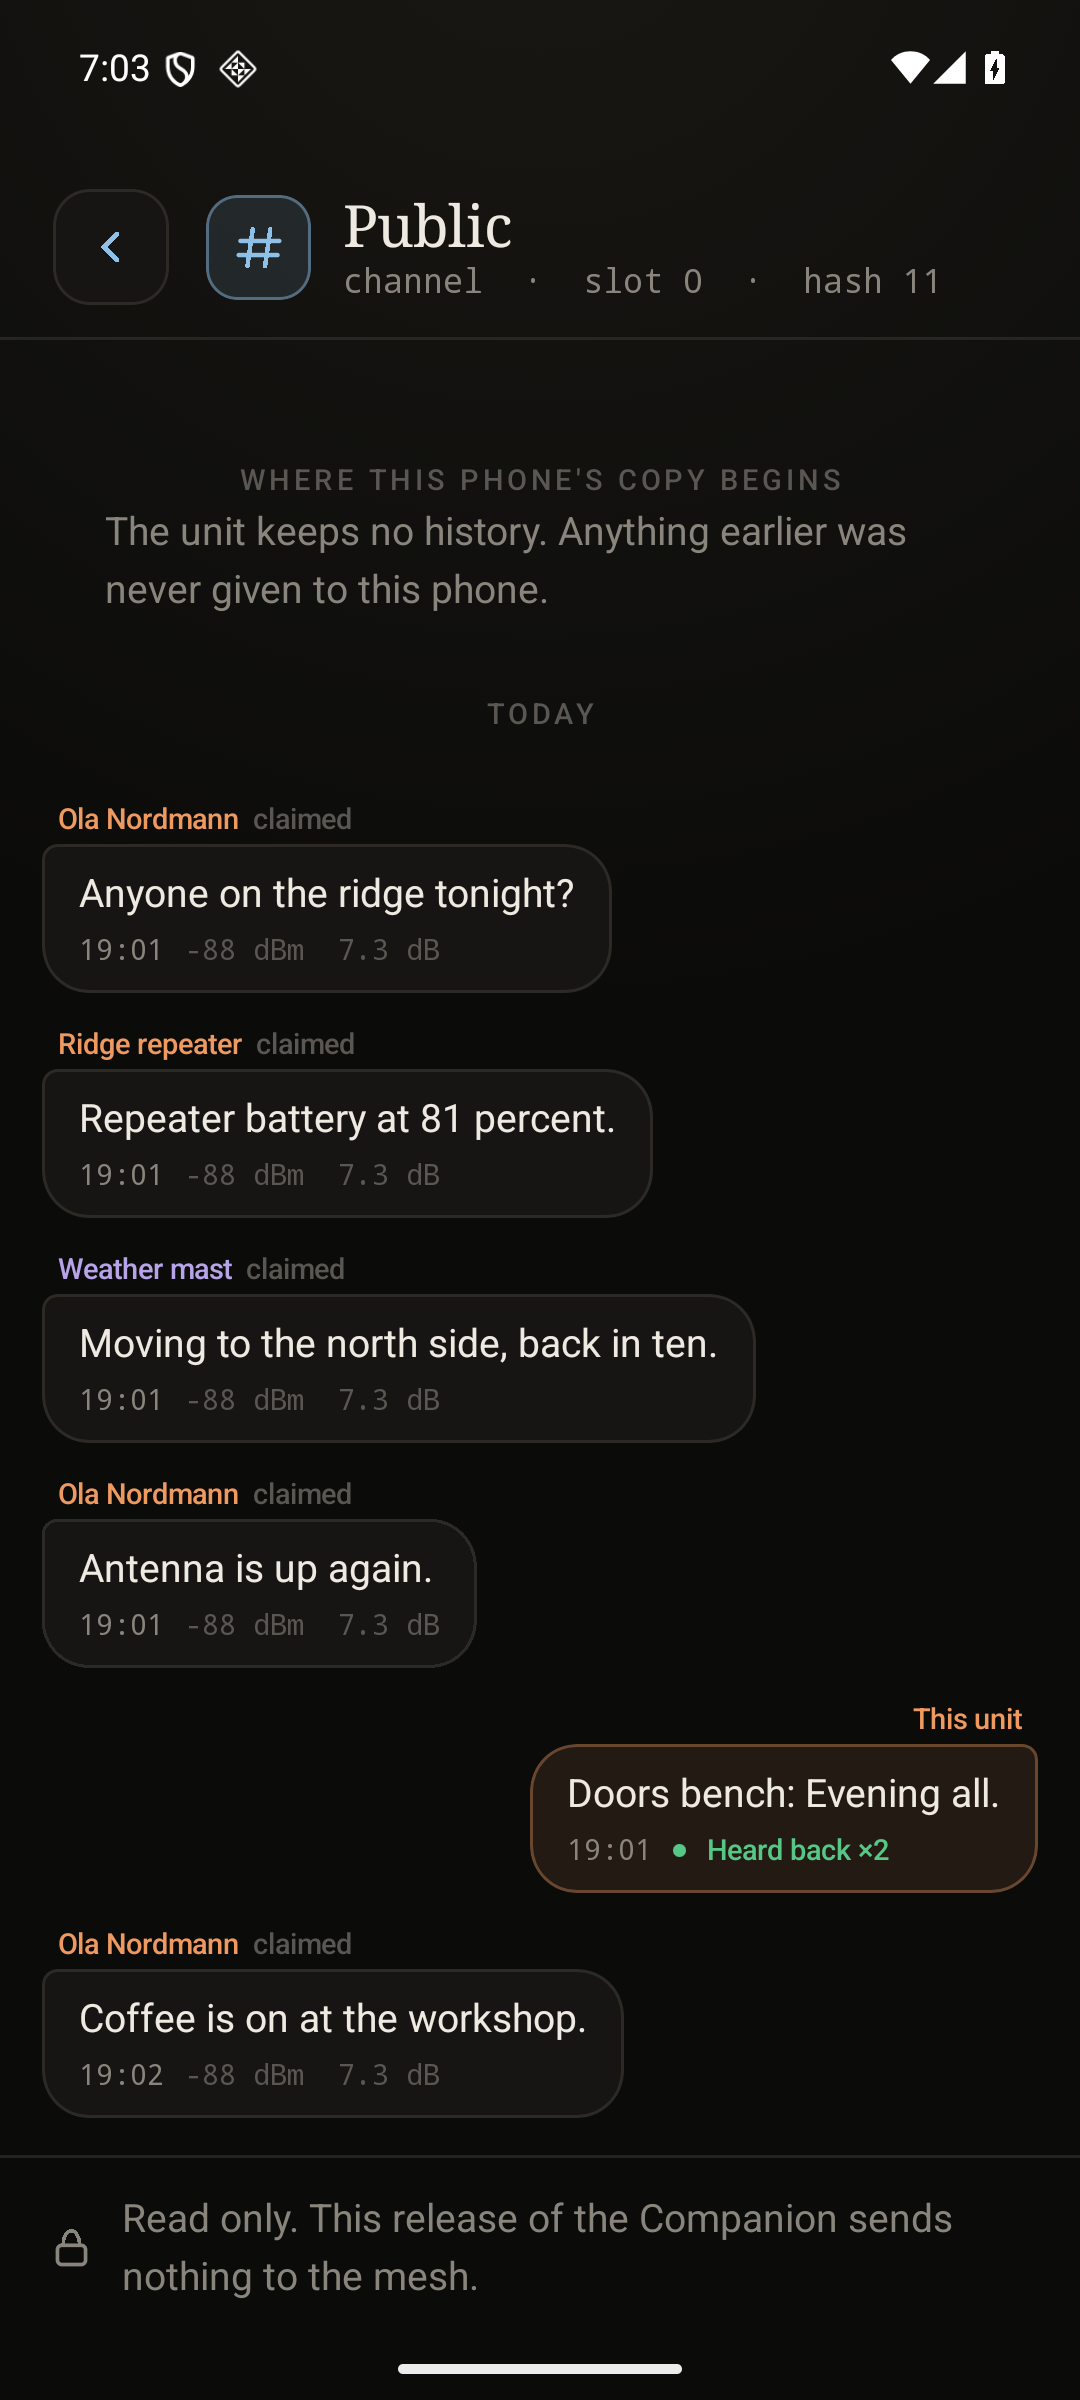 7:03
Public
channel · slot 0 · hash 11
WHERE THIS PHONE'S COPY BEGINS
The unit keeps no history. Anything earlier was
never given to this phone.
TODAY
Ola Nordmann claimed
Anyone on the ridge tonight?
19:01 -88 dBm 7.3 dB
Ridge repeater claimed
Repeater battery at 81 percent.
19:01 -88 dBm 7.3 dB
Weather mast claimed
Moving to the north side, back in ten.
19:01 -88 dBm 7.3 dB
Ola Nordmann claimed
Antenna is up again.
19:01 -88 dBm 7.3 dB
This unit
Doors bench: Evening all.
19:01 ● Heard back ×2
Ola Nordmann claimed
Coffee is on at the workshop.
19:02 -88 dBm 7.3 dB
Read only. This release of the Companion sends
nothing to the mesh.